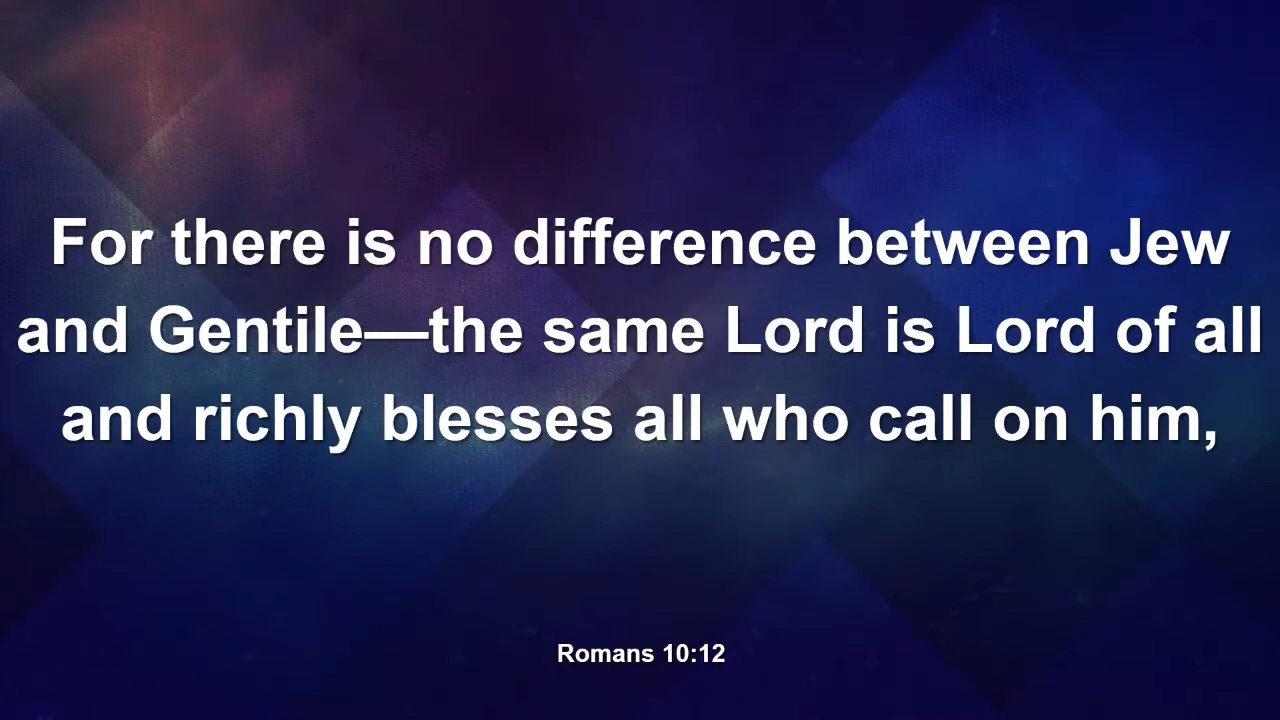 For there is no difference between Jew
and Gentile—the same Lord is Lord of all
and richly blesses all who call on him,
Romans 10:12